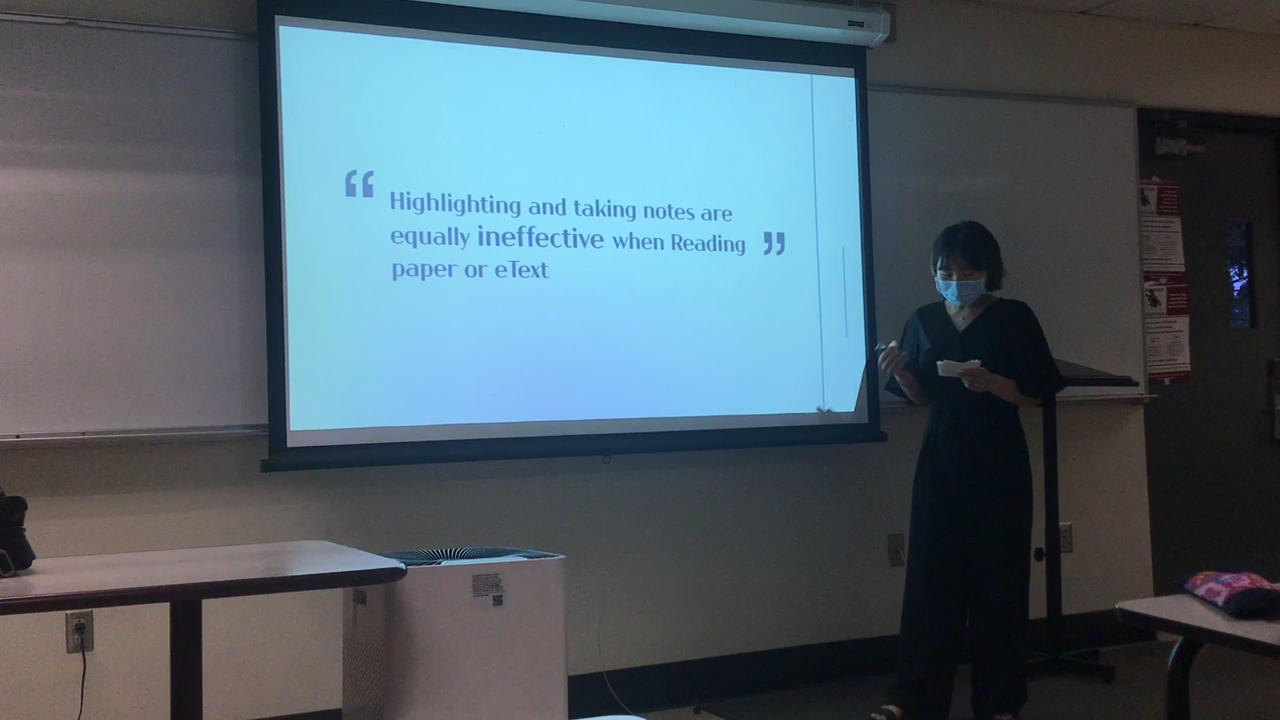 “ Highlighting and taking notes are
equally ineffective when Reading ”
paper or eText